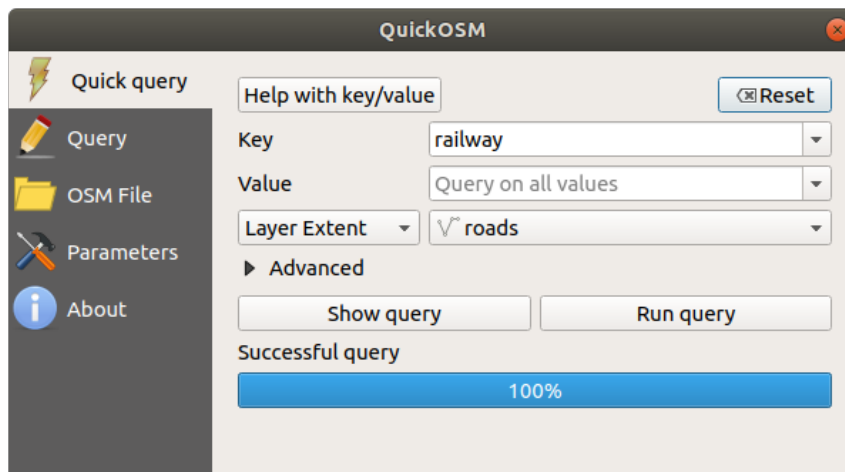 QuickOSM
Quick query
Query
OSM File
Parameters
About
Help with key/value
Reset
Key
railway
Value
Query on all values
Layer Extent
roads
Advanced
Show query
Run query
Successful query
100%